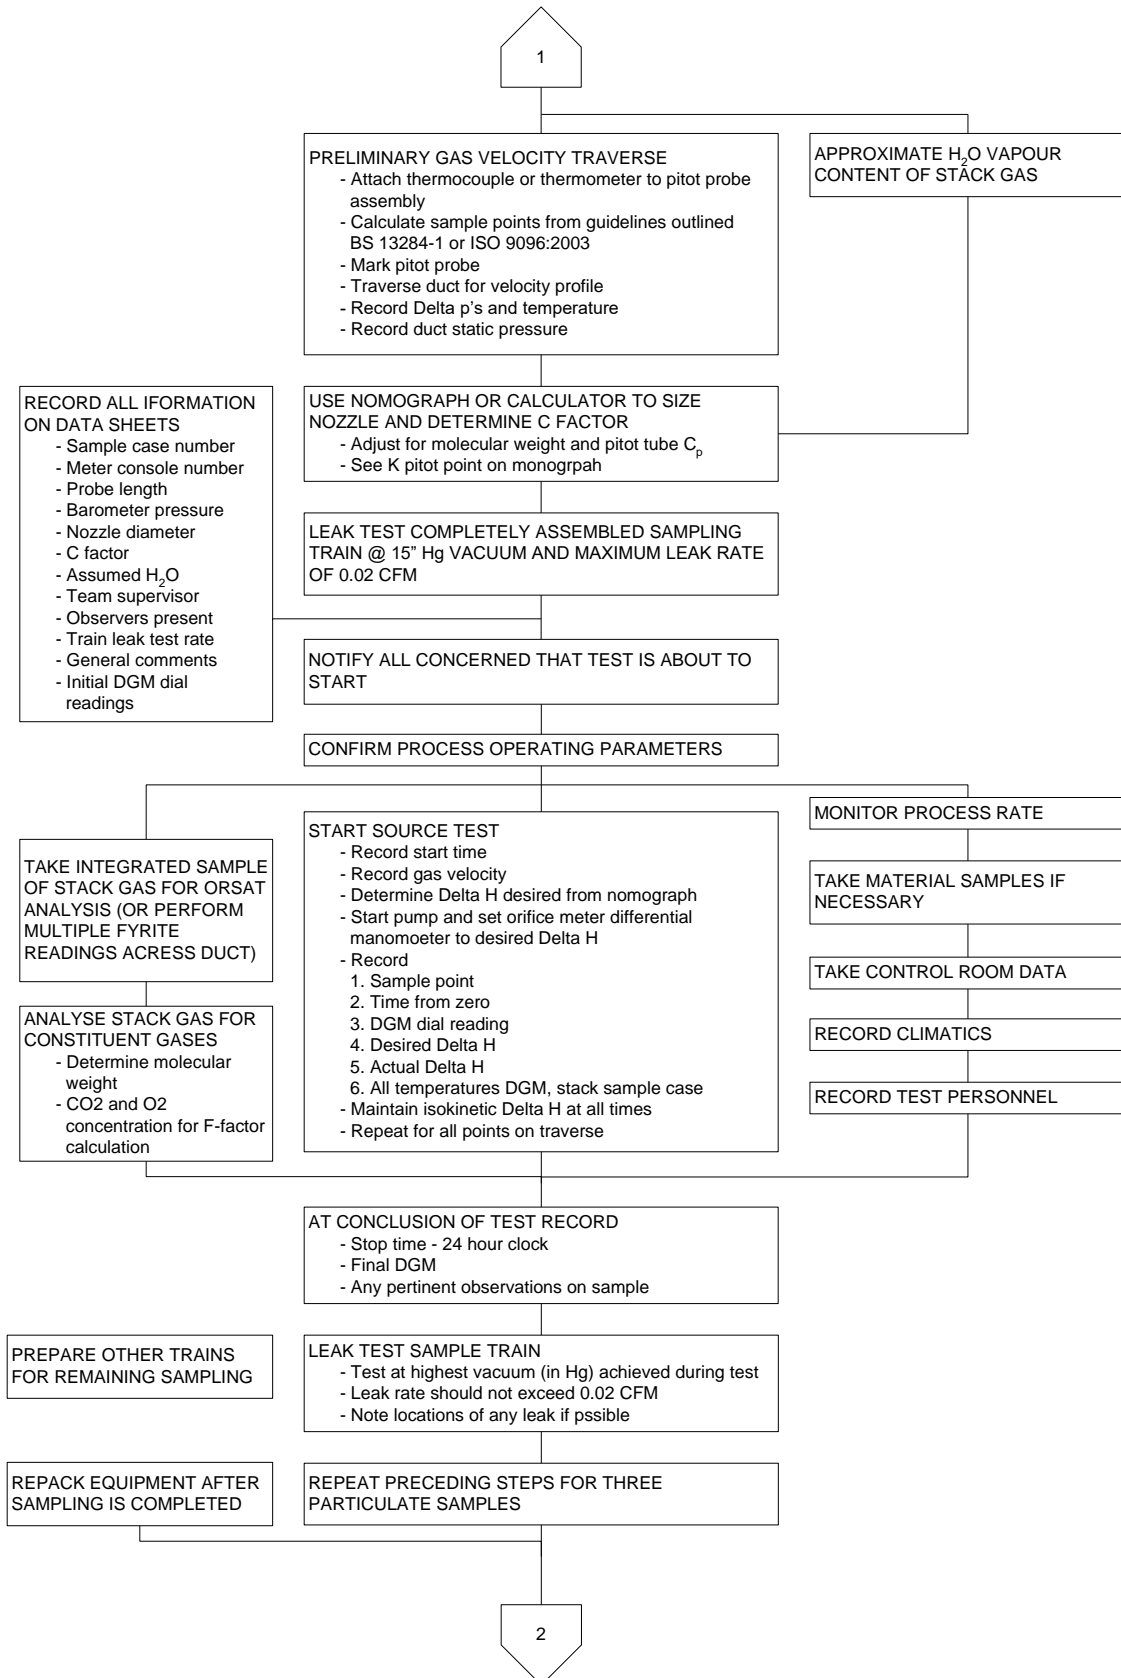 1
PRELIMINARY GAS VELOCITY TRAVERSE
- Attach thermocouple or thermometer to pitot probe
assembly
- Calculate sample points from guidelines outlined
BS 13284-1 or ISO 9096:2003
- Mark pitot probe
- Traverse duct for velocity profile
- Record Delta p's and temperature
- Record duct static pressure
APPROXIMATE H₂O VAPOUR
CONTENT OF STACK GAS
RECORD ALL IFORMATION
ON DATA SHEETS
- Sample case number
- Meter console number
- Probe length
- Barometer pressure
- Nozzle diameter
- C factor
- Assumed H₂O
- Team supervisor
- Observers present
- Train leak test rate
- General comments
- Initial DGM dial
readings
USE NOMOGRAPH OR CALCULATOR TO SIZE
NOZZLE AND DETERMINE C FACTOR
- Adjust for molecular weight and pitot tube Cₚ
- See K pitot point on monogrpah
LEAK TEST COMPLETELY ASSEMBLED SAMPLING
TRAIN @ 15” Hg VACUUM AND MAXIMUM LEAK RATE
OF 0.02 CFM
NOTIFY ALL CONCERNED THAT TEST IS ABOUT TO
START
CONFIRM PROCESS OPERATING PARAMETERS
TAKE INTEGRATED SAMPLE
OF STACK GAS FOR ORSAT
ANALYSIS (OR PERFORM
MULTIPLE FYRITE
READINGS ACRESS DUCT)
ANALYSE STACK GAS FOR
CONSTITUENT GASES
- Determine molecular
weight
- CO2 and O2
concentration for F-factor
calculation
START SOURCE TEST
- Record start time
- Record gas velocity
- Determine Delta H desired from nomograph
- Start pump and set orifice meter differential
manomoeter to desired Delta H
- Record
1. Sample point
2. Time from zero
3. DGM dial reading
4. Desired Delta H
5. Actual Delta H
6. All temperatures DGM, stack sample case
- Maintain isokinetic Delta H at all times
- Repeat for all points on traverse
MONITOR PROCESS RATE
TAKE MATERIAL SAMPLES IF
NECESSARY
TAKE CONTROL ROOM DATA
RECORD CLIMATICS
RECORD TEST PERSONNEL
AT CONCLUSION OF TEST RECORD
- Stop time - 24 hour clock
- Final DGM
- Any pertinent observations on sample
PREPARE OTHER TRAINS
FOR REMAINING SAMPLING
LEAK TEST SAMPLE TRAIN
- Test at highest vacuum (in Hg) achieved during test
- Leak rate should not exceed 0.02 CFM
- Note locations of any leak if pssible
REPACK EQUIPMENT AFTER
SAMPLING IS COMPLETED
REPEAT PRECEDING STEPS FOR THREE
PARTICULATE SAMPLES
2